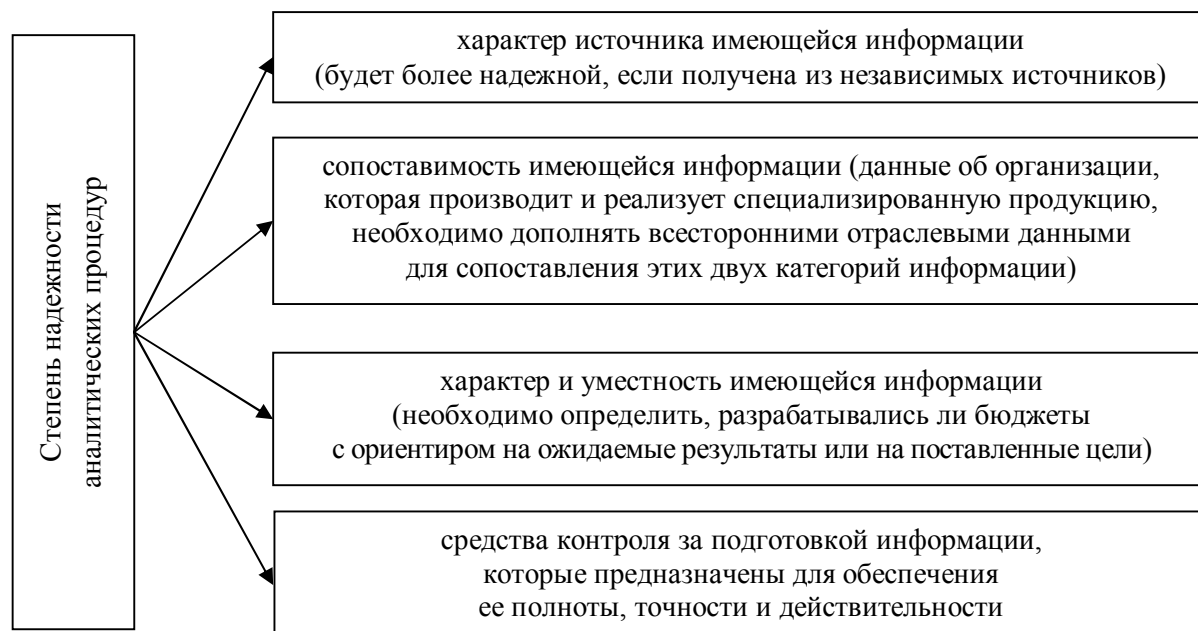 Степень надежности
аналитических процедур
характер источника имеющейся информации
(будет более надежной, если получена из независимых источников)
сопоставимость имеющейся информации (данные об организации,
которая производит и реализует специализированную продукцию,
необходимо дополнять всесторонними отраслевыми данными
для сопоставления этих двух категорий информации)
характер и уместность имеющейся информации
(необходимо определить, разрабатывались ли бюджеты
с ориентиром на ожидаемые результаты или на поставленные цели)
средства контроля за подготовкой информации,
которые предназначены для обеспечения
ее полноты, точности и действительности